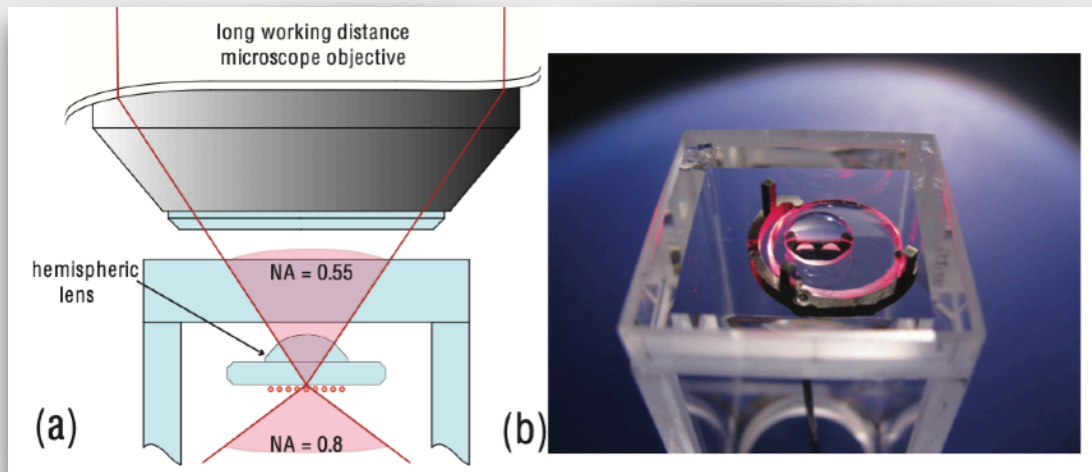 long working distance
microscope objective
hemispheric
lens
NA = 0.55
NA = 0.8
(a)
(b)